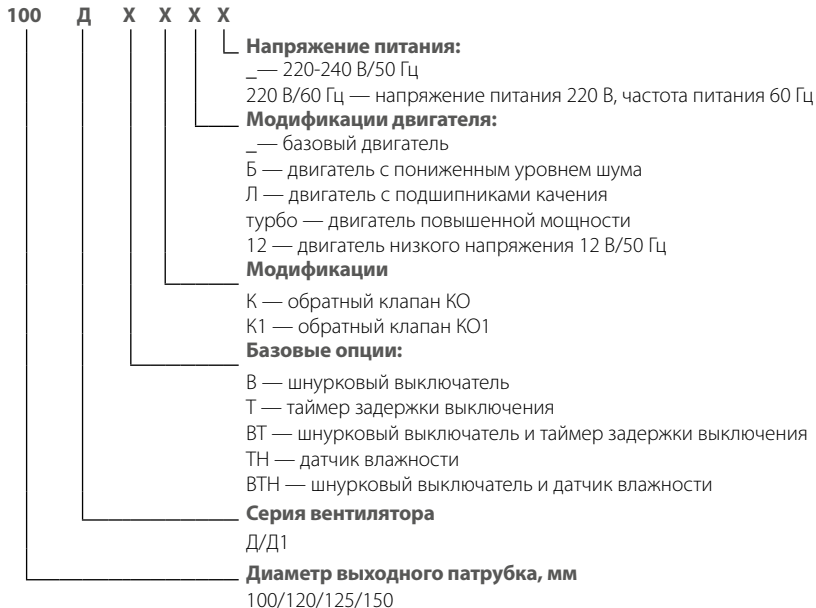 100 Д Х Х Х Х
Напряжение питания:
_— 220-240 В/50 Гц
220 В/60 Гц — напряжение питания 220 В, частота питания 60 Гц
Модификации двигателя:
_— базовый двигатель
Б — двигатель с пониженным уровнем шума
Л — двигатель с подшипниками качения
турбо — двигатель повышенной мощности
12 — двигатель низкого напряжения 12 В/50 Гц
Модификации
К — обратный клапан КО
К1 — обратный клапан КО1
Базовые опции:
В — шнурковый выключатель
Т — таймер задержки выключения
ВТ — шнурковый выключатель и таймер задержки выключения
ТН — датчик влажности
ВТН — шнурковый выключатель и датчик влажности
Серия вентилятора
Д/Д1
Диаметр выходного патрубка, мм
100/120/125/150